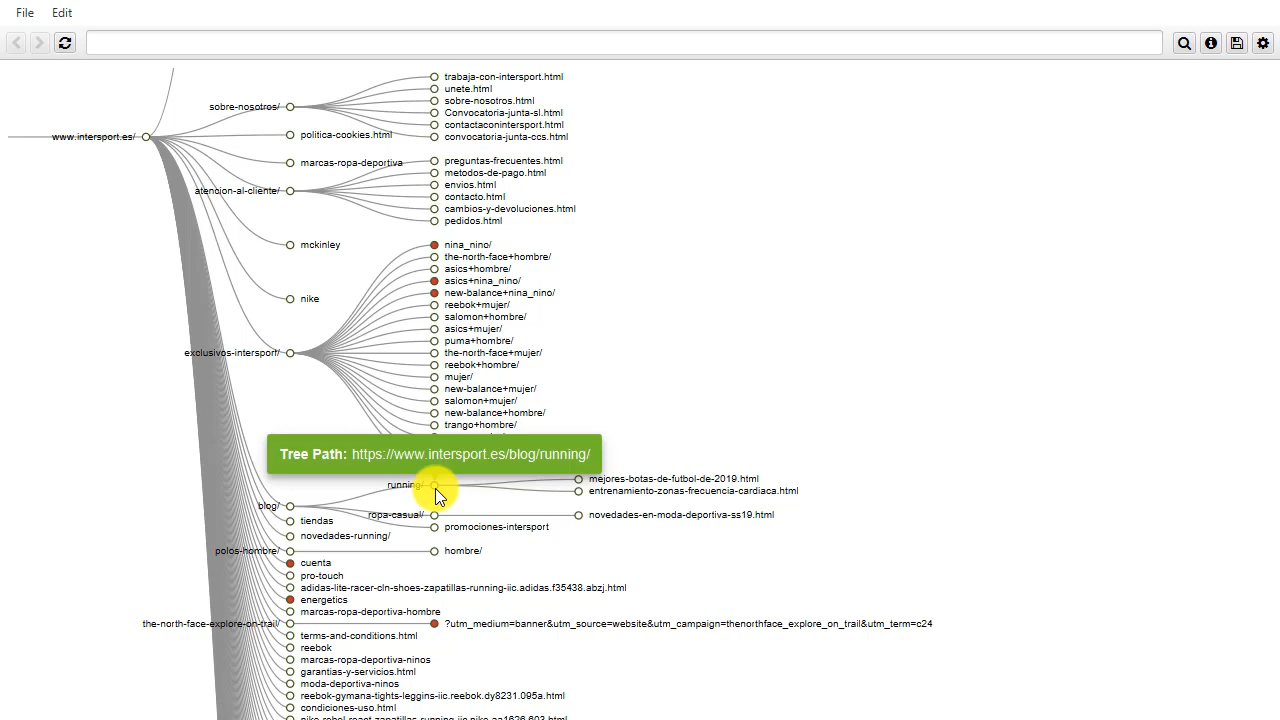 File Edit
trabaja-con-intersport.html
unete.html
sobre-nosotros/ sobre-nosotros.html
Convocatoria-junta-sl.html
contactaconintersport.html
www.intersport.es/ politica-cookies.html convocatoria-junta-ccs.html
marcas-ropa-deportiva preguntas-frecuentes.html
metodos-de-pago.html
envios.html
atencion-al-cliente/ contacto.html
cambios-y-devoluciones.html
pedidos.html
mckinley nina_nino/
the-north-face+hombre/
asics+hombre/
asics+nina_nino/
new-balance+nina_nino/
nike reebok+mujer/
salomon+hombre/
asics+mujer/
puma+hombre/
exclusivos-intersport/ the-north-face+mujer/
reebok+hombre/
mujer/
new-balance+mujer/
salomon+mujer/
new-balance+hombre/
trango+hombre/
Tree Path: https://www.intersport.es/blog/running/
running/ mejores-botas-de-futbol-de-2019.html
entrenamiento-zonas-frecuencia-cardiaca.html
blog/
ropa-casual/ novedades-en-moda-deportiva-ss19.html
tiendas promociones-intersport
novedades-running/
polos-hombre/ hombre/
cuenta
pro-touch
adidas-lite-racer-cln-shoes-zapatillas-running-iic.adidas.f35438.abzj.html
energetics
marcas-ropa-deportiva-hombre
the-north-face-explore-on-trail/ ?utm_medium=banner&utm_source=website&utm_campaign=thenorthface_explore_on_trail&utm_term=c24
terms-and-conditions.html
reebok
marcas-ropa-deportiva-ninos
garantias-y-servicios.html
moda-deportiva-ninos
reebok-gymana-tights-leggins-iic.reebok.dy8231.095a.html
condiciones-uso.html